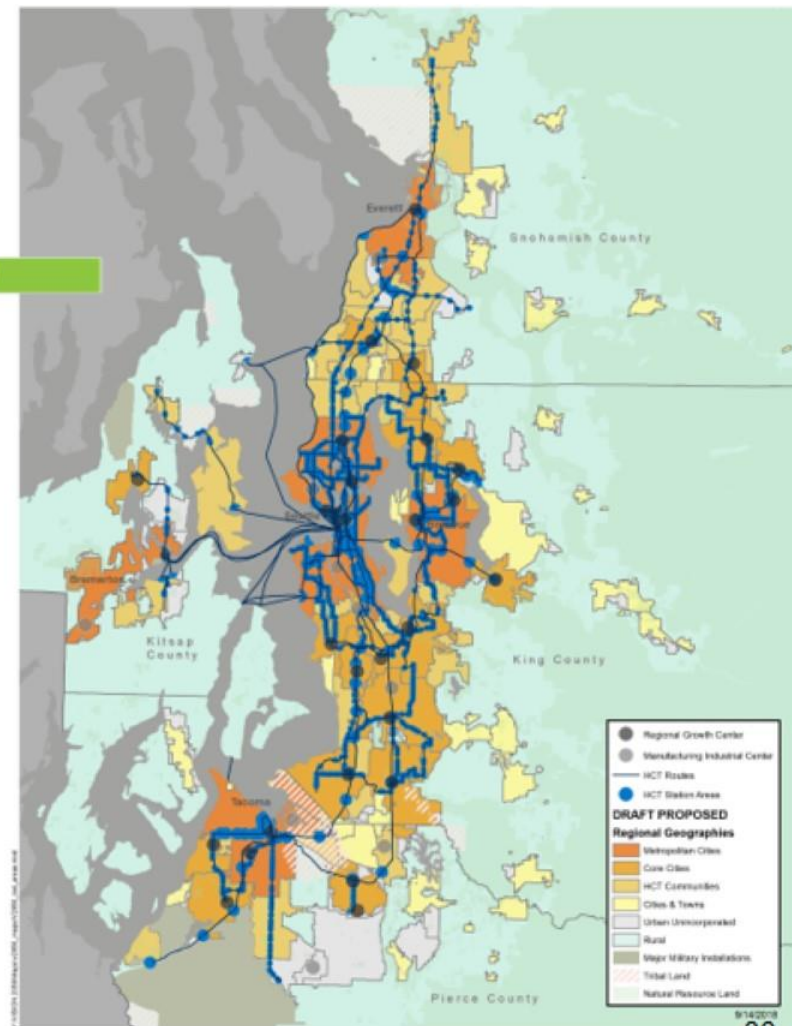 Everett
Snohomish County
Bremerton
Kitsap
County
King County
Tacoma
Pierce County
Regional Growth Center
Manufacturing Industrial Center
HCT Routes
HCT Station Areas
DRAFT PROPOSED
Regional Geographies
Metropolitan Cities
Core Cities
HCT Communities
Cities & Towns
Urban Unincorporated
Rural
Major Military Installations
Tribal Land
Natural Resource Land
9/14/2018